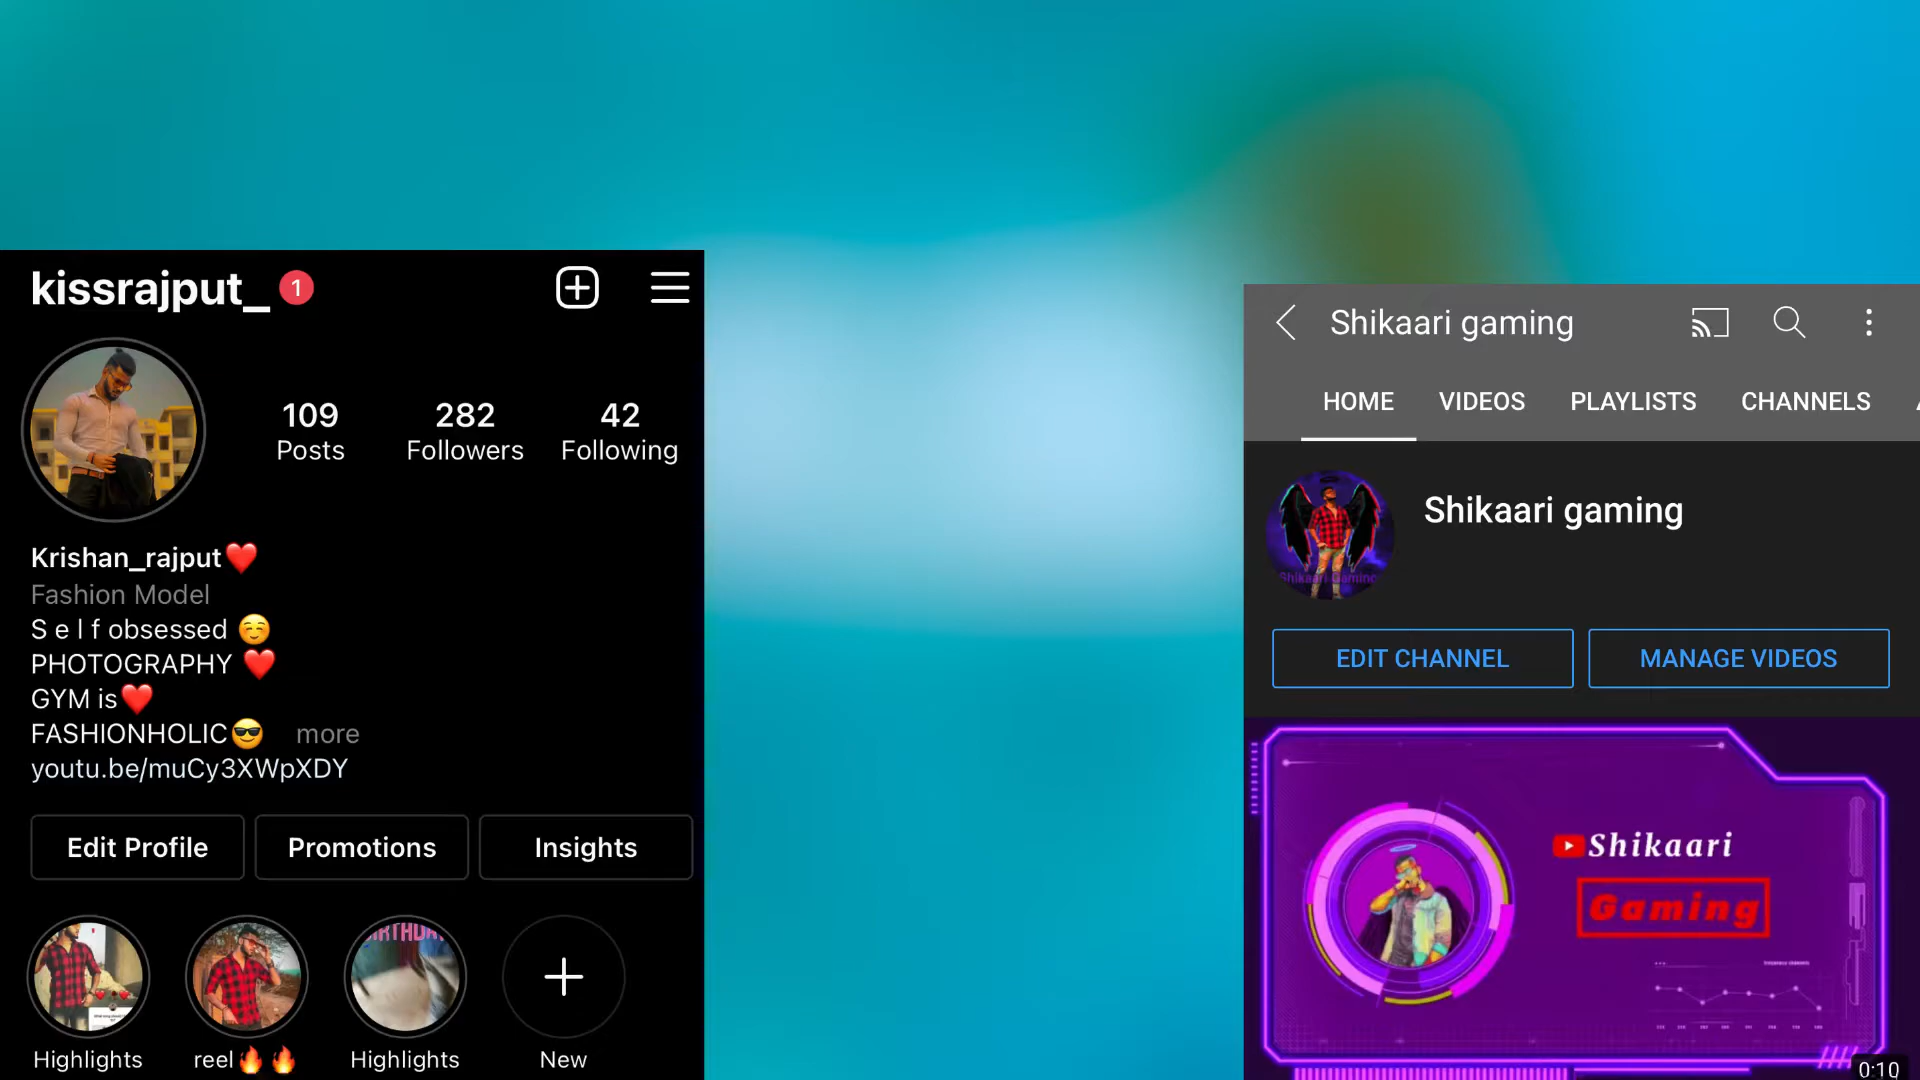 kissrajput_ 1
109 282 42
Posts Followers Following
Krishan_rajput❤️
Fashion Model
S e l f obsessed ☺️
PHOTOGRAPHY ❤️
GYM is❤️
FASHIONHOLIC😎 more
youtu.be/muCy3XWpXDY
Edit Profile Promotions Insights
Highlights reel🔥🔥 Highlights New
Shikaari gaming
HOME VIDEOS PLAYLISTS CHANNELS
Shikaari gaming
Shikaari Gaming
EDIT CHANNEL MANAGE VIDEOS
Shikaari
Gaming
0:10